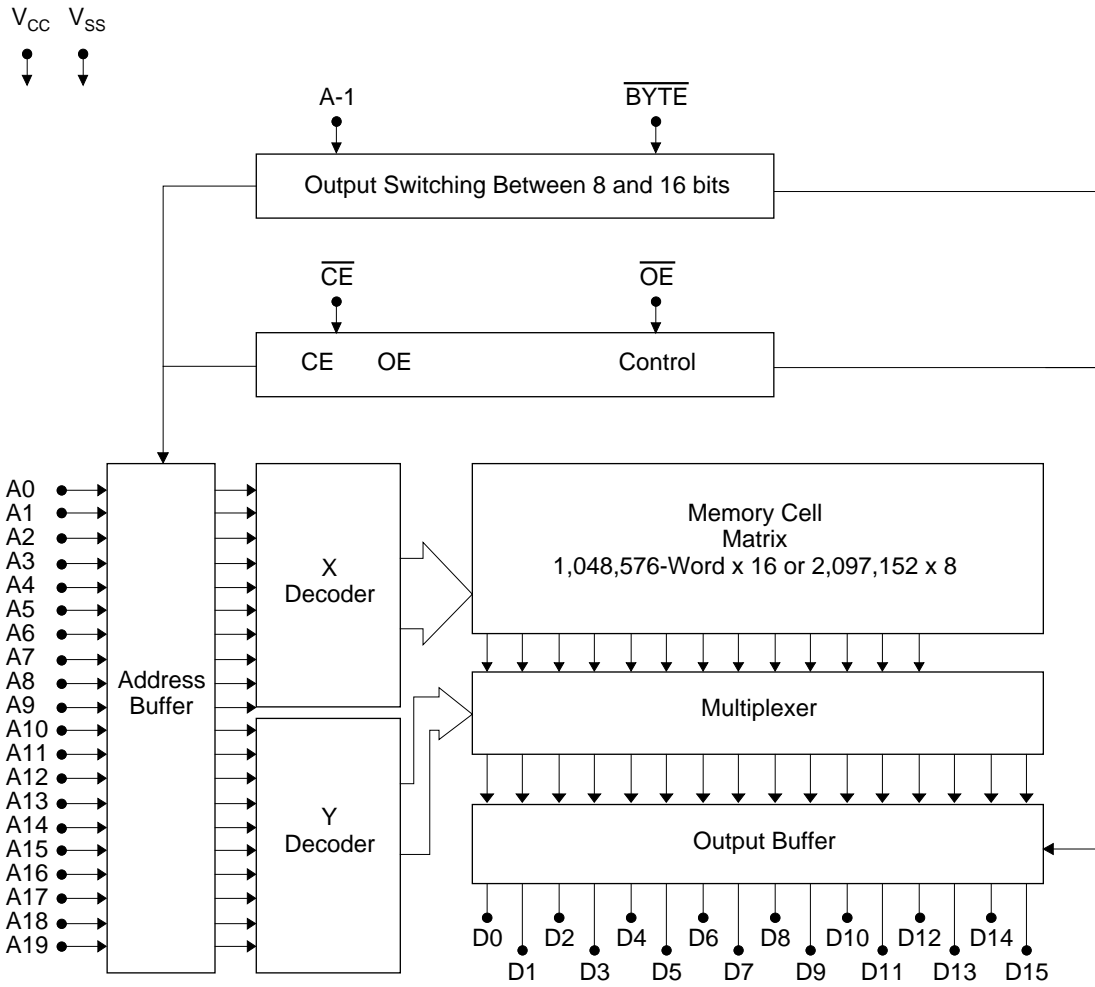 VCC VSS
A-1 BYTE
Output Switching Between 8 and 16 bits
CE OE
CE OE Control
A0
A1
A2
A3
A4
A5
A6
A7
A8
A9
A10
A11
A12
A13
A14
A15
A16
A17
A18
A19
Address
Buffer
X
Decoder
Y
Decoder
Memory Cell
Matrix
1,048,576-Word x 16 or 2,097,152 x 8
Multiplexer
Output Buffer
D0 D2 D4 D6 D8 D10 D12 D14
D1 D3 D5 D7 D9 D11 D13 D15